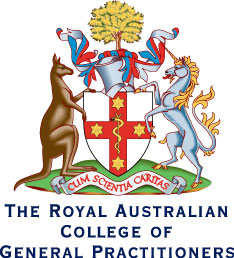 CUM SCIENTIA CARITAS
THE ROYAL AUSTRALIAN
COLLEGE OF
GENERAL PRACTITIONERS